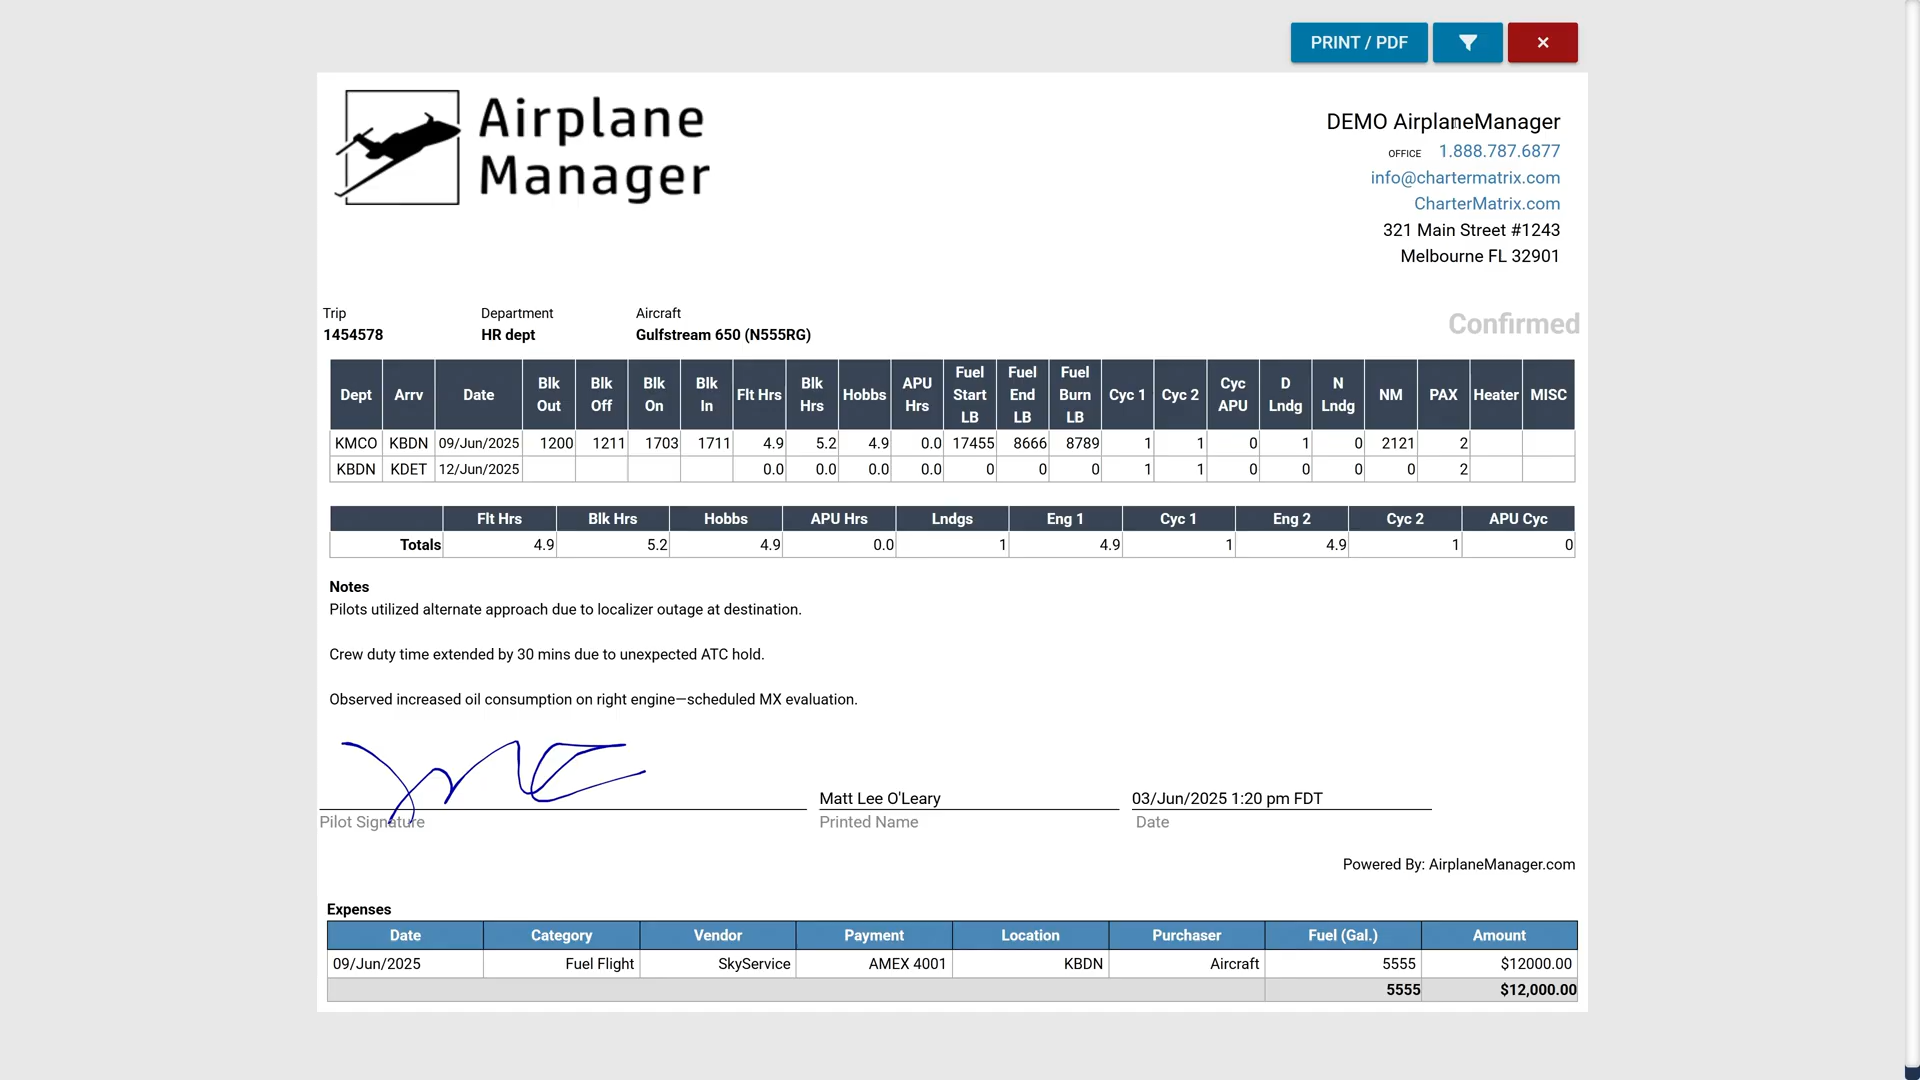 PRINT / PDF
Airplane
Manager
DEMO AirplaneManager
OFFICE 1.888.787.6877
info@chartermatrix.com
CharterMatrix.com
321 Main Street #1243
Melbourne FL 32901
Trip Department Aircraft
1454578 HR dept Gulfstream 650 (N555RG)
Confirmed
Dept Arrv Date Blk Out Blk Off Blk On Blk In Flt Hrs Blk Hrs Hobbs APU Hrs Fuel Start LB Fuel End LB Fuel Burn LB Cyc 1 Cyc 2 Cyc APU D Lndg N Lndg NM PAX Heater MISC
KMCO KBDN 09/Jun/2025 1200 1211 1703 1711 4.9 5.2 4.9 0.0 17455 8666 8789 1 1 0 1 0 2121 2
KBDN KDET 12/Jun/2025 0.0 0.0 0.0 0.0 0 0 0 1 1 0 0 0 0 2
Flt Hrs Blk Hrs Hobbs APU Hrs Lndgs Eng 1 Cyc 1 Eng 2 Cyc 2 APU Cyc
Totals 4.9 5.2 4.9 0.0 1 4.9 1 4.9 1 0
Notes
Pilots utilized alternate approach due to localizer outage at destination.
Crew duty time extended by 30 mins due to unexpected ATC hold.
Observed increased oil consumption on right engine—scheduled MX evaluation.
Matt Lee O'Leary 03/Jun/2025 1:20 pm FDT
Pilot Signature Printed Name Date
Powered By: AirplaneManager.com
Expenses
Date Category Vendor Payment Location Purchaser Fuel (Gal.) Amount
09/Jun/2025 Fuel Flight SkyService AMEX 4001 KBDN Aircraft 5555 $12000.00
5555 $12,000.00